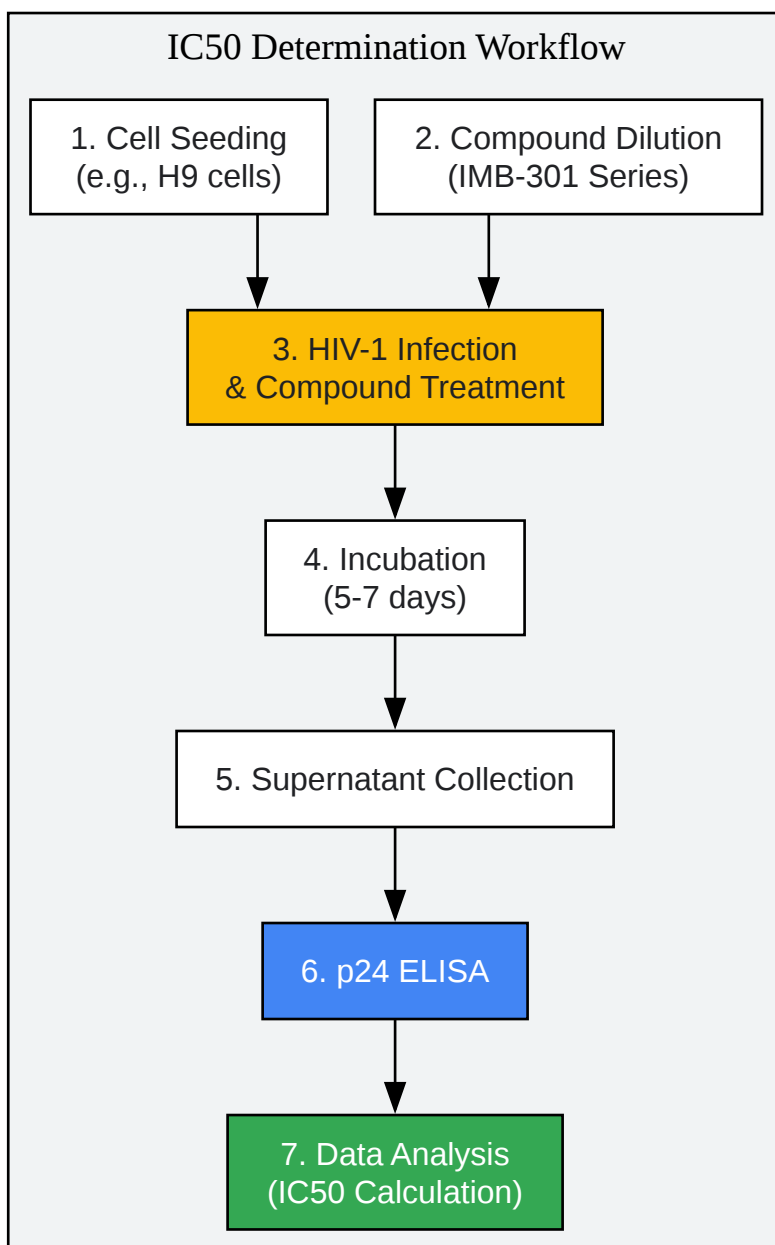 IC50 Determination Workflow
1. Cell Seeding
(e.g., H9 cells)
2. Compound Dilution
(IMB-301 Series)
3. HIV-1 Infection
& Compound Treatment
4. Incubation
(5-7 days)
5. Supernatant Collection
6. p24 ELISA
7. Data Analysis
(IC50 Calculation)